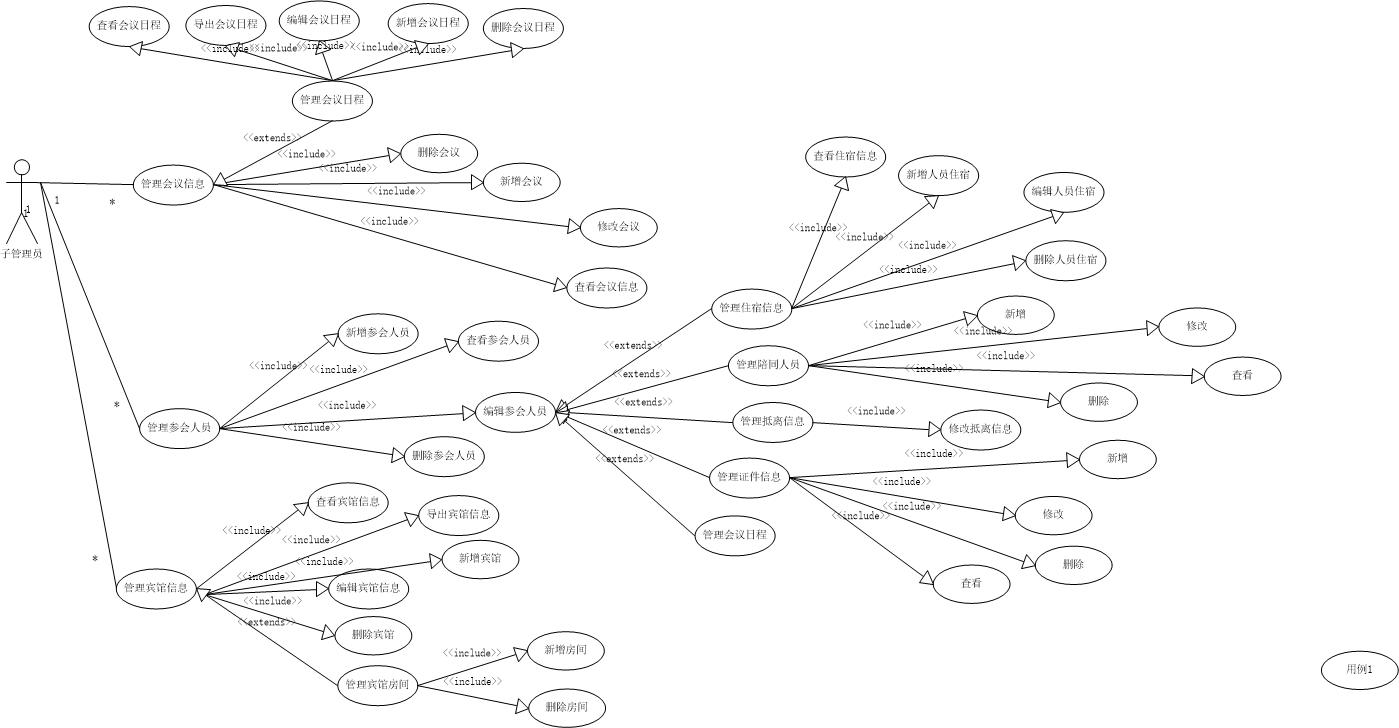 查看会议日程
导出会议日程
编辑会议日程
新增会议日程
删除会议日程
<<include>>
<<include>>
<<include>>
<<include>>
<<include>>
管理会议日程
<<extends>>
<<include>>
删除会议
<<include>>
新增会议
管理会议信息
<<include>>
修改会议
<<include>>
查看会议信息
1
*
1
1
子管理员
查看住宿信息
新增人员住宿
编辑人员住宿
删除人员住宿
<<include>>
<<include>>
<<include>>
<<include>>
管理住宿信息
<<extends>>
<<include>>
新增
<<include>>
修改
<<include>>
查看
<<include>>
删除
管理陪同人员
<<extends>>
新增参会人员
查看参会人员
<<include>>
<<include>>
*
<<include>>
编辑参会人员
管理参会人员
<<include>>
删除参会人员
<<extends>>
管理抵离信息
<<include>>
修改抵离信息
<<extends>>
<<extends>>
管理证件信息
<<include>>
新增
<<include>>
修改
<<include>>
删除
<<include>>
查看
管理会议日程
查看宾馆信息
导出宾馆信息
<<include>>
<<include>>
新增宾馆
*
<<include>>
管理宾馆信息
<<include>>
编辑宾馆信息
<<include>>
删除宾馆
<<extends>>
管理宾馆房间
<<include>>
新增房间
<<include>>
删除房间
用例1